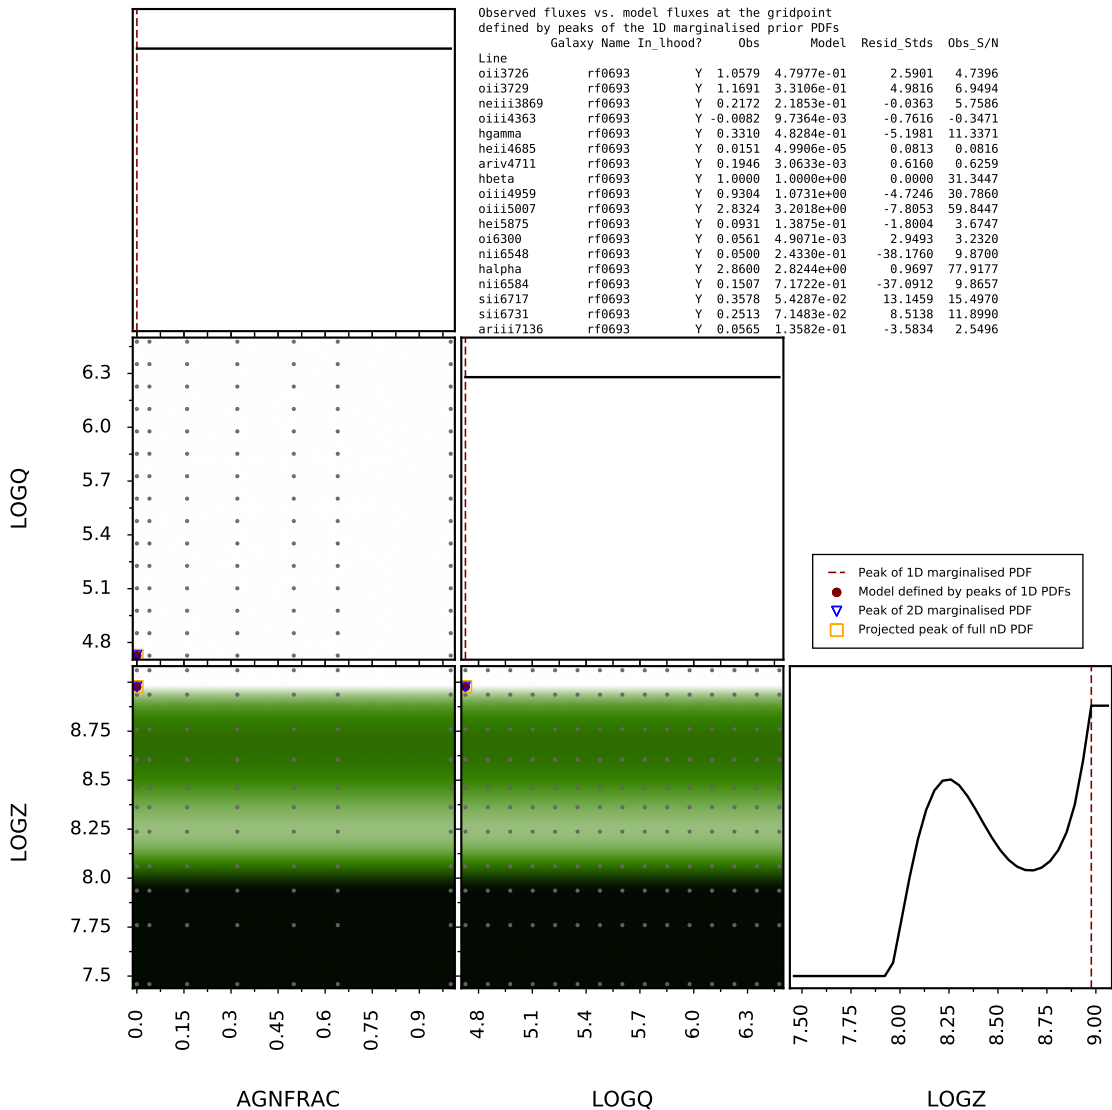 Observed fluxes vs. model fluxes at the gridpoint
defined by peaks of the 1D marginalised prior PDFs
Galaxy Name In_lhood? Obs Model Resid_Stds Obs_S/N
Line
oii3726 rf0693 Y 1.0579 4.7977e-01 2.5901 4.7396
oii3729 rf0693 Y 1.1691 3.3106e-01 4.9816 6.9494
neiii3869 rf0693 Y 0.2172 2.1853e-01 -0.0363 5.7586
oiii4363 rf0693 Y -0.0082 9.7364e-03 -0.7616 -0.3471
hgamma rf0693 Y 0.3310 4.8284e-01 -5.1981 11.3371
heii4685 rf0693 Y 0.0151 4.9906e-05 0.0813 0.0816
ariv4711 rf0693 Y 0.1946 3.0633e-03 0.6160 0.6259
hbeta rf0693 Y 1.0000 1.0000e+00 0.0000 31.3447
oiii4959 rf0693 Y 0.9304 1.0731e+00 -4.7246 30.7860
oiii5007 rf0693 Y 2.8324 3.2018e+00 -7.8053 59.8447
hei5875 rf0693 Y 0.0931 1.3875e-01 -1.8004 3.6747
oi6300 rf0693 Y 0.0561 4.9071e-03 2.9493 3.2320
nii6548 rf0693 Y 0.0500 2.4330e-01 -38.1760 9.8700
halpha rf0693 Y 2.8600 2.8244e+00 0.9697 77.9177
nii6584 rf0693 Y 0.1507 7.1722e-01 -37.0912 9.8657
sii6717 rf0693 Y 0.3578 5.4287e-02 13.1459 15.4970
sii6731 rf0693 Y 0.2513 7.1483e-02 8.5138 11.8990
ariii7136 rf0693 Y 0.0565 1.3582e-01 -3.5834 2.5496
6.3
6.0
5.7
5.4
5.1
4.8
LOGQ
Peak of 1D marginalised PDF
Model defined by peaks of 1D PDFs
Peak of 2D marginalised PDF
Projected peak of full nD PDF
8.75
8.5
8.25
8.0
7.75
7.5
LOGZ
0.0 0.15 0.3 0.45 0.6 0.75 0.9
4.8 5.1 5.4 5.7 6.0 6.3
7.50 7.75 8.00 8.25 8.50 8.75 9.00
AGNFRAC LOGQ LOGZ